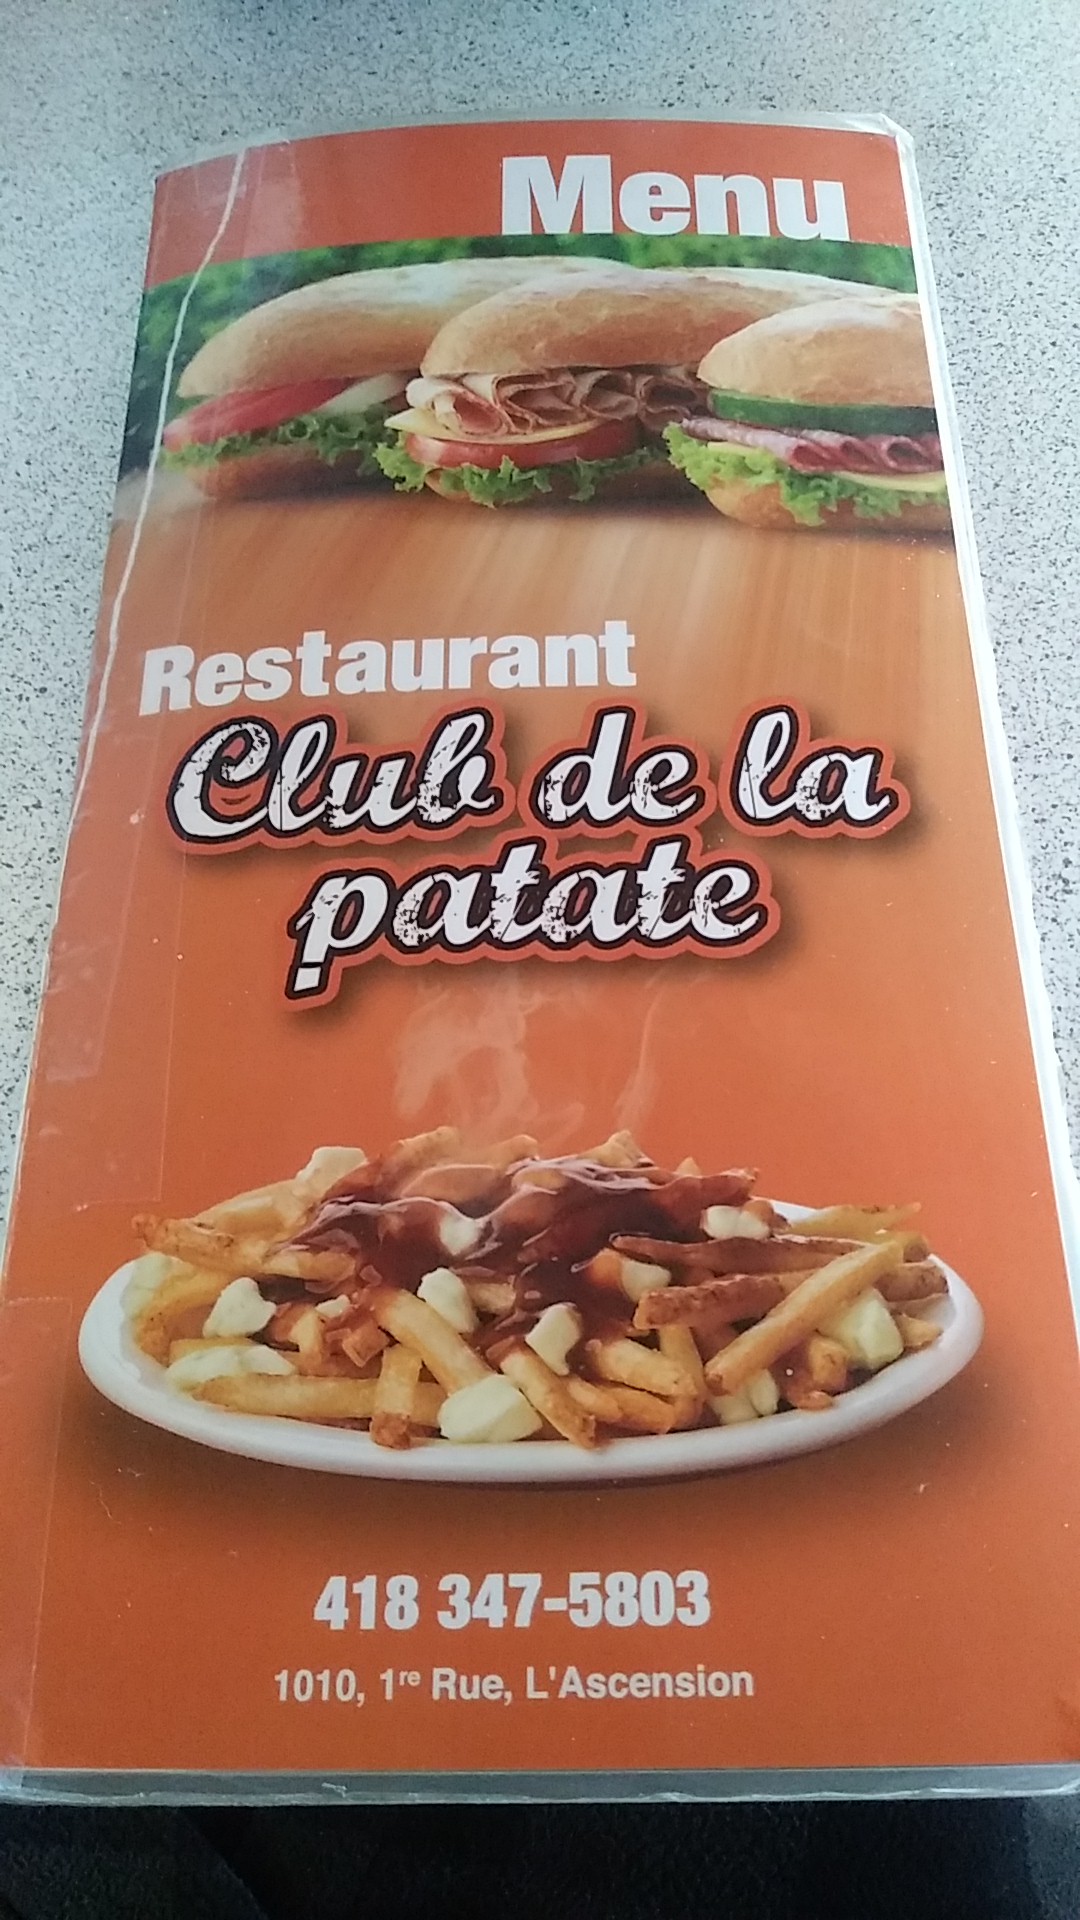 Menu
Restaurant
Club de la
patate
418 347-5803
1010, 1re Rue, L'Ascension